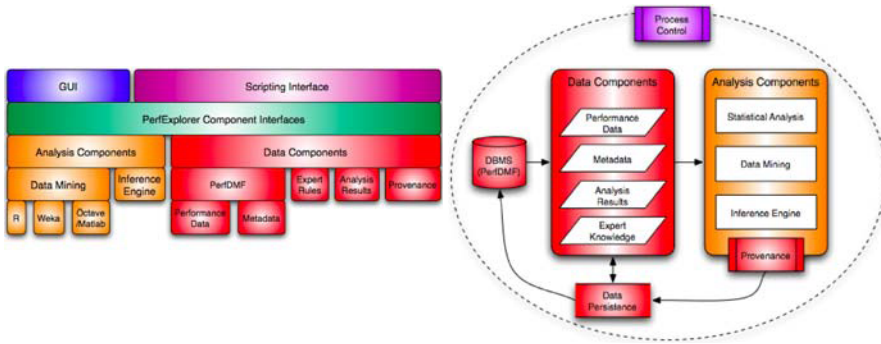 GUI
Scripting Interface
PerfExplorer Component Interfaces
Analysis Components
Data Components
Data Mining
Inference
Engine
PerfDMF
Expert
Rules
Analysis
Results
Provenance
R
Weka
Octave
/Matlab
Performance
Data
Metadata
Process
Control
Data Components
Performance
Data
Metadata
Analysis
Results
Expert
Knowledge
Analysis Components
Statistical Analysis
Data Mining
Inference Engine
Provenance
DBMS
(PerfDMF)
Data
Persistence